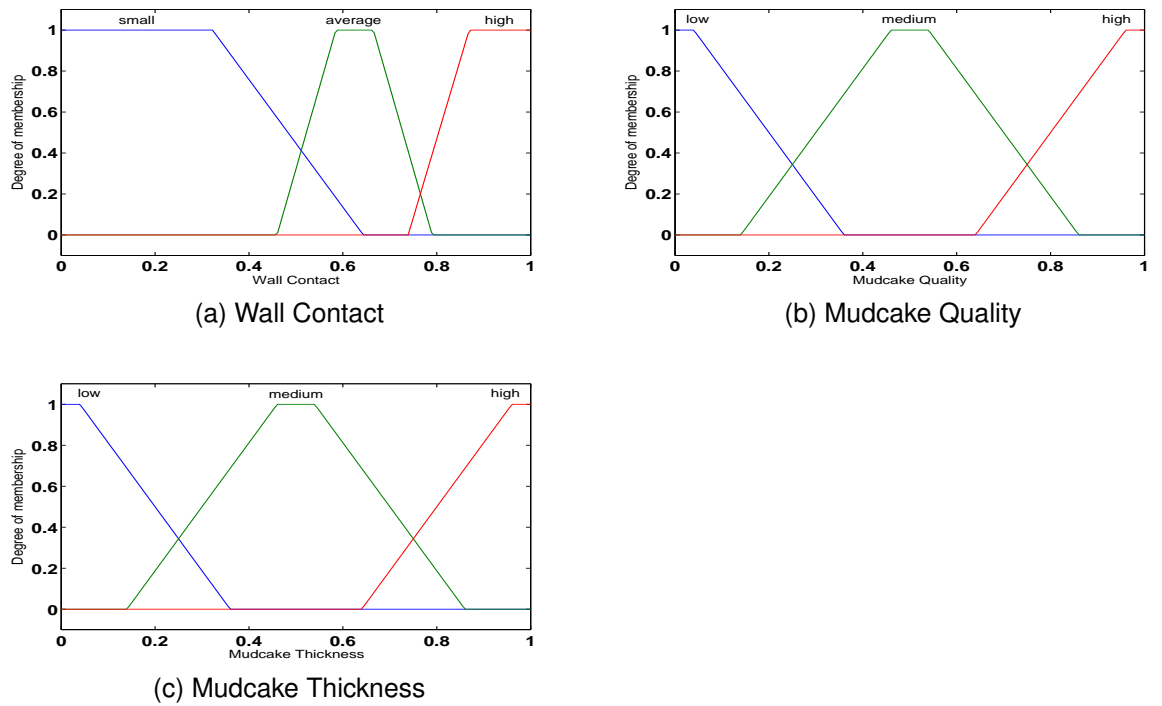 small average high
1
0.8
0.6
0.4
0.2
0
Degree of membership
0 0.2 0.4 0.6 0.8 1
Wall Contact
(a) Wall Contact
low medium high
1
0.8
0.6
0.4
0.2
0
Degree of membership
0 0.2 0.4 0.6 0.8 1
Mudcake Quality
(b) Mudcake Quality
low medium high
1
0.8
0.6
0.4
0.2
0
Degree of membership
0 0.2 0.4 0.6 0.8 1
Mudcake Thickness
(c) Mudcake Thickness